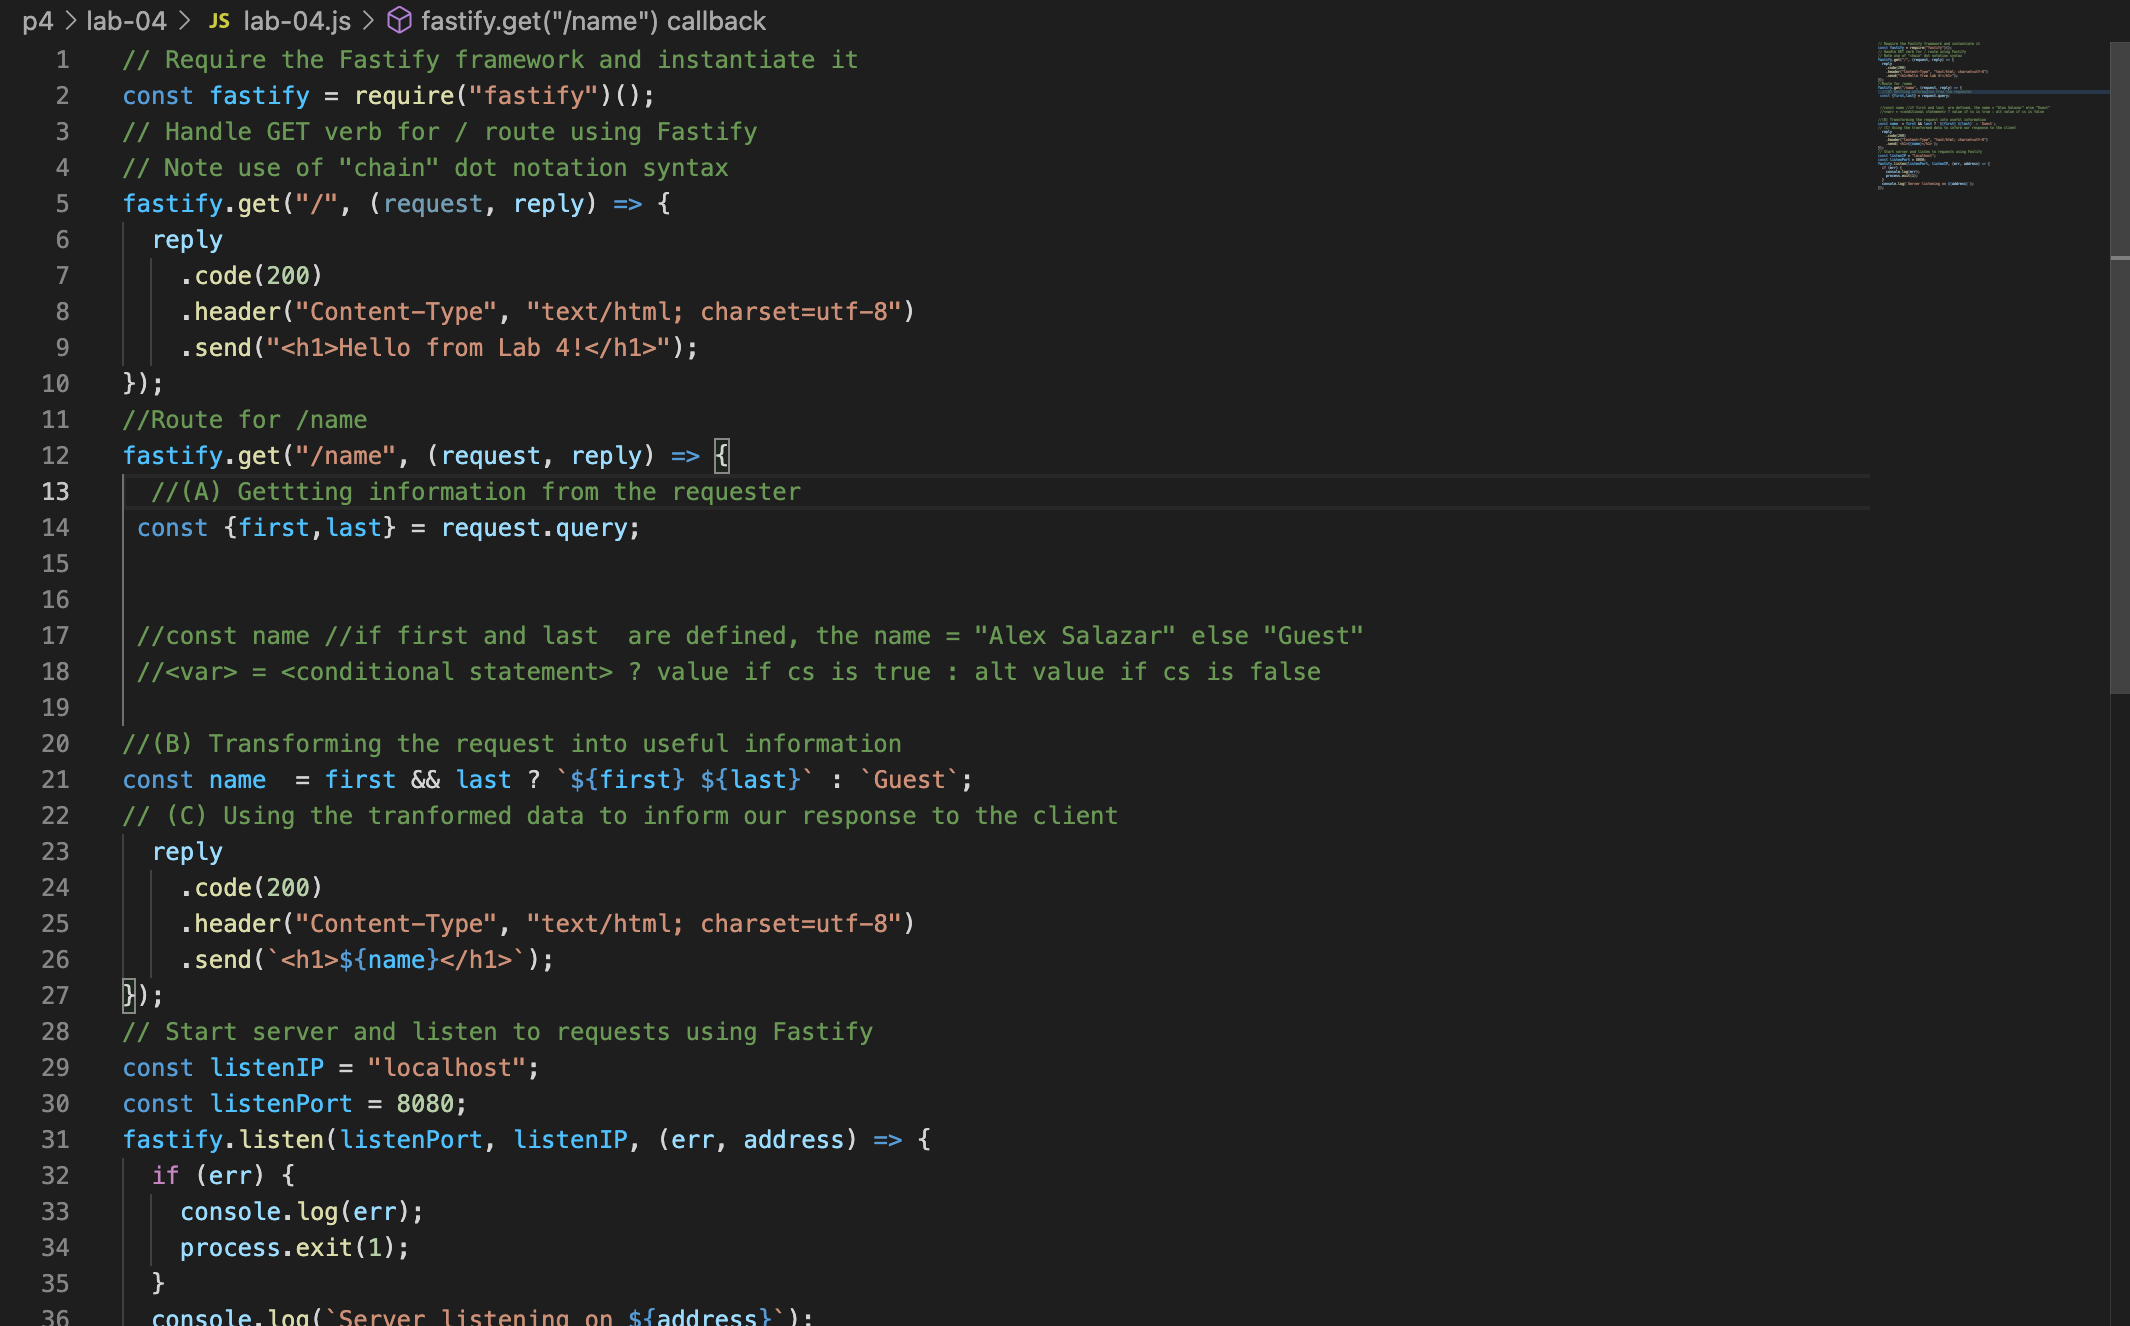 p4 > lab-04 > JS lab-04.js > fastify.get("/name") callback
1 // Require the Fastify framework and instantiate it
2 const fastify = require("fastify")();
3 // Handle GET verb for / route using Fastify
4 // Note use of "chain" dot notation syntax
5 fastify.get("/", (request, reply) => {
6 reply
7 .code(200)
8 .header("Content-Type", "text/html; charset=utf-8")
9 .send("<h1>Hello from Lab 4!</h1>");
10 });
11 //Route for /name
12 fastify.get("/name", (request, reply) => {
13 //(A) Gettting information from the requester
14 const {first,last} = request.query;
15
16
17 //const name //if first and last  are defined, the name = "Alex Salazar" else "Guest"
18 //<var> = <conditional statement> ? value if cs is true : alt value if cs is false
19
20 //(B) Transforming the request into useful information
21 const name  = first && last ? `${first} ${last}` : `Guest`;
22 // (C) Using the tranformed data to inform our response to the client
23 reply
24 .code(200)
25 .header("Content-Type", "text/html; charset=utf-8")
26 .send(`<h1>${name}</h1>`);
27 });
28 // Start server and listen to requests using Fastify
29 const listenIP = "localhost";
30 const listenPort = 8080;
31 fastify.listen(listenPort, listenIP, (err, address) => {
32 if (err) {
33 console.log(err);
34 process.exit(1);
35 }
36 console.log(`Server listening on ${address}`);